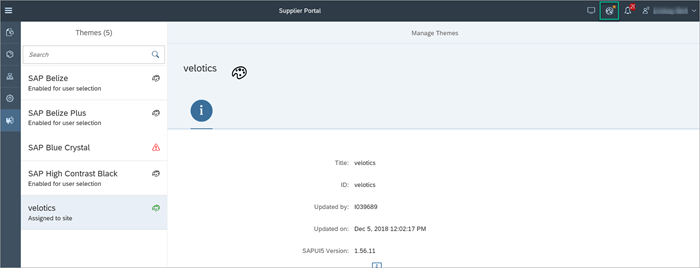 Supplier Portal
21
Themes (5)
Manage Themes
Search
SAP Belize
Enabled for user selection
SAP Belize Plus
Enabled for user selection
SAP Blue Crystal
SAP High Contrast Black
Enabled for user selection
velotics
Assigned to site
velotics
i
Title: velotics
ID: velotics
Updated by: I039689
Updated on: Dec 5, 2018 12:02:17 PM
SAPUI5 Version: 1.56.11